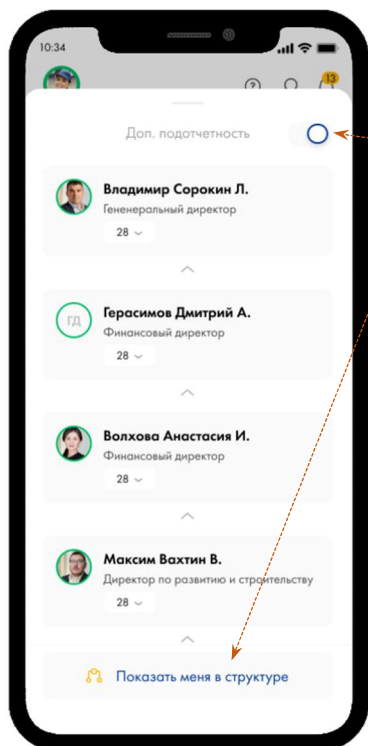 10:34
13
?
Доп. подотчетность
Владимир Сорокин Л.
Гененеральный директор
28
ГД
Герасимов Дмитрий А.
Финансовый директор
28
Волхова Анастасия И.
Финансовый директор
28
Максим Вахтин В.
Директор по развитию и строительству
28
Показать меня в структуре